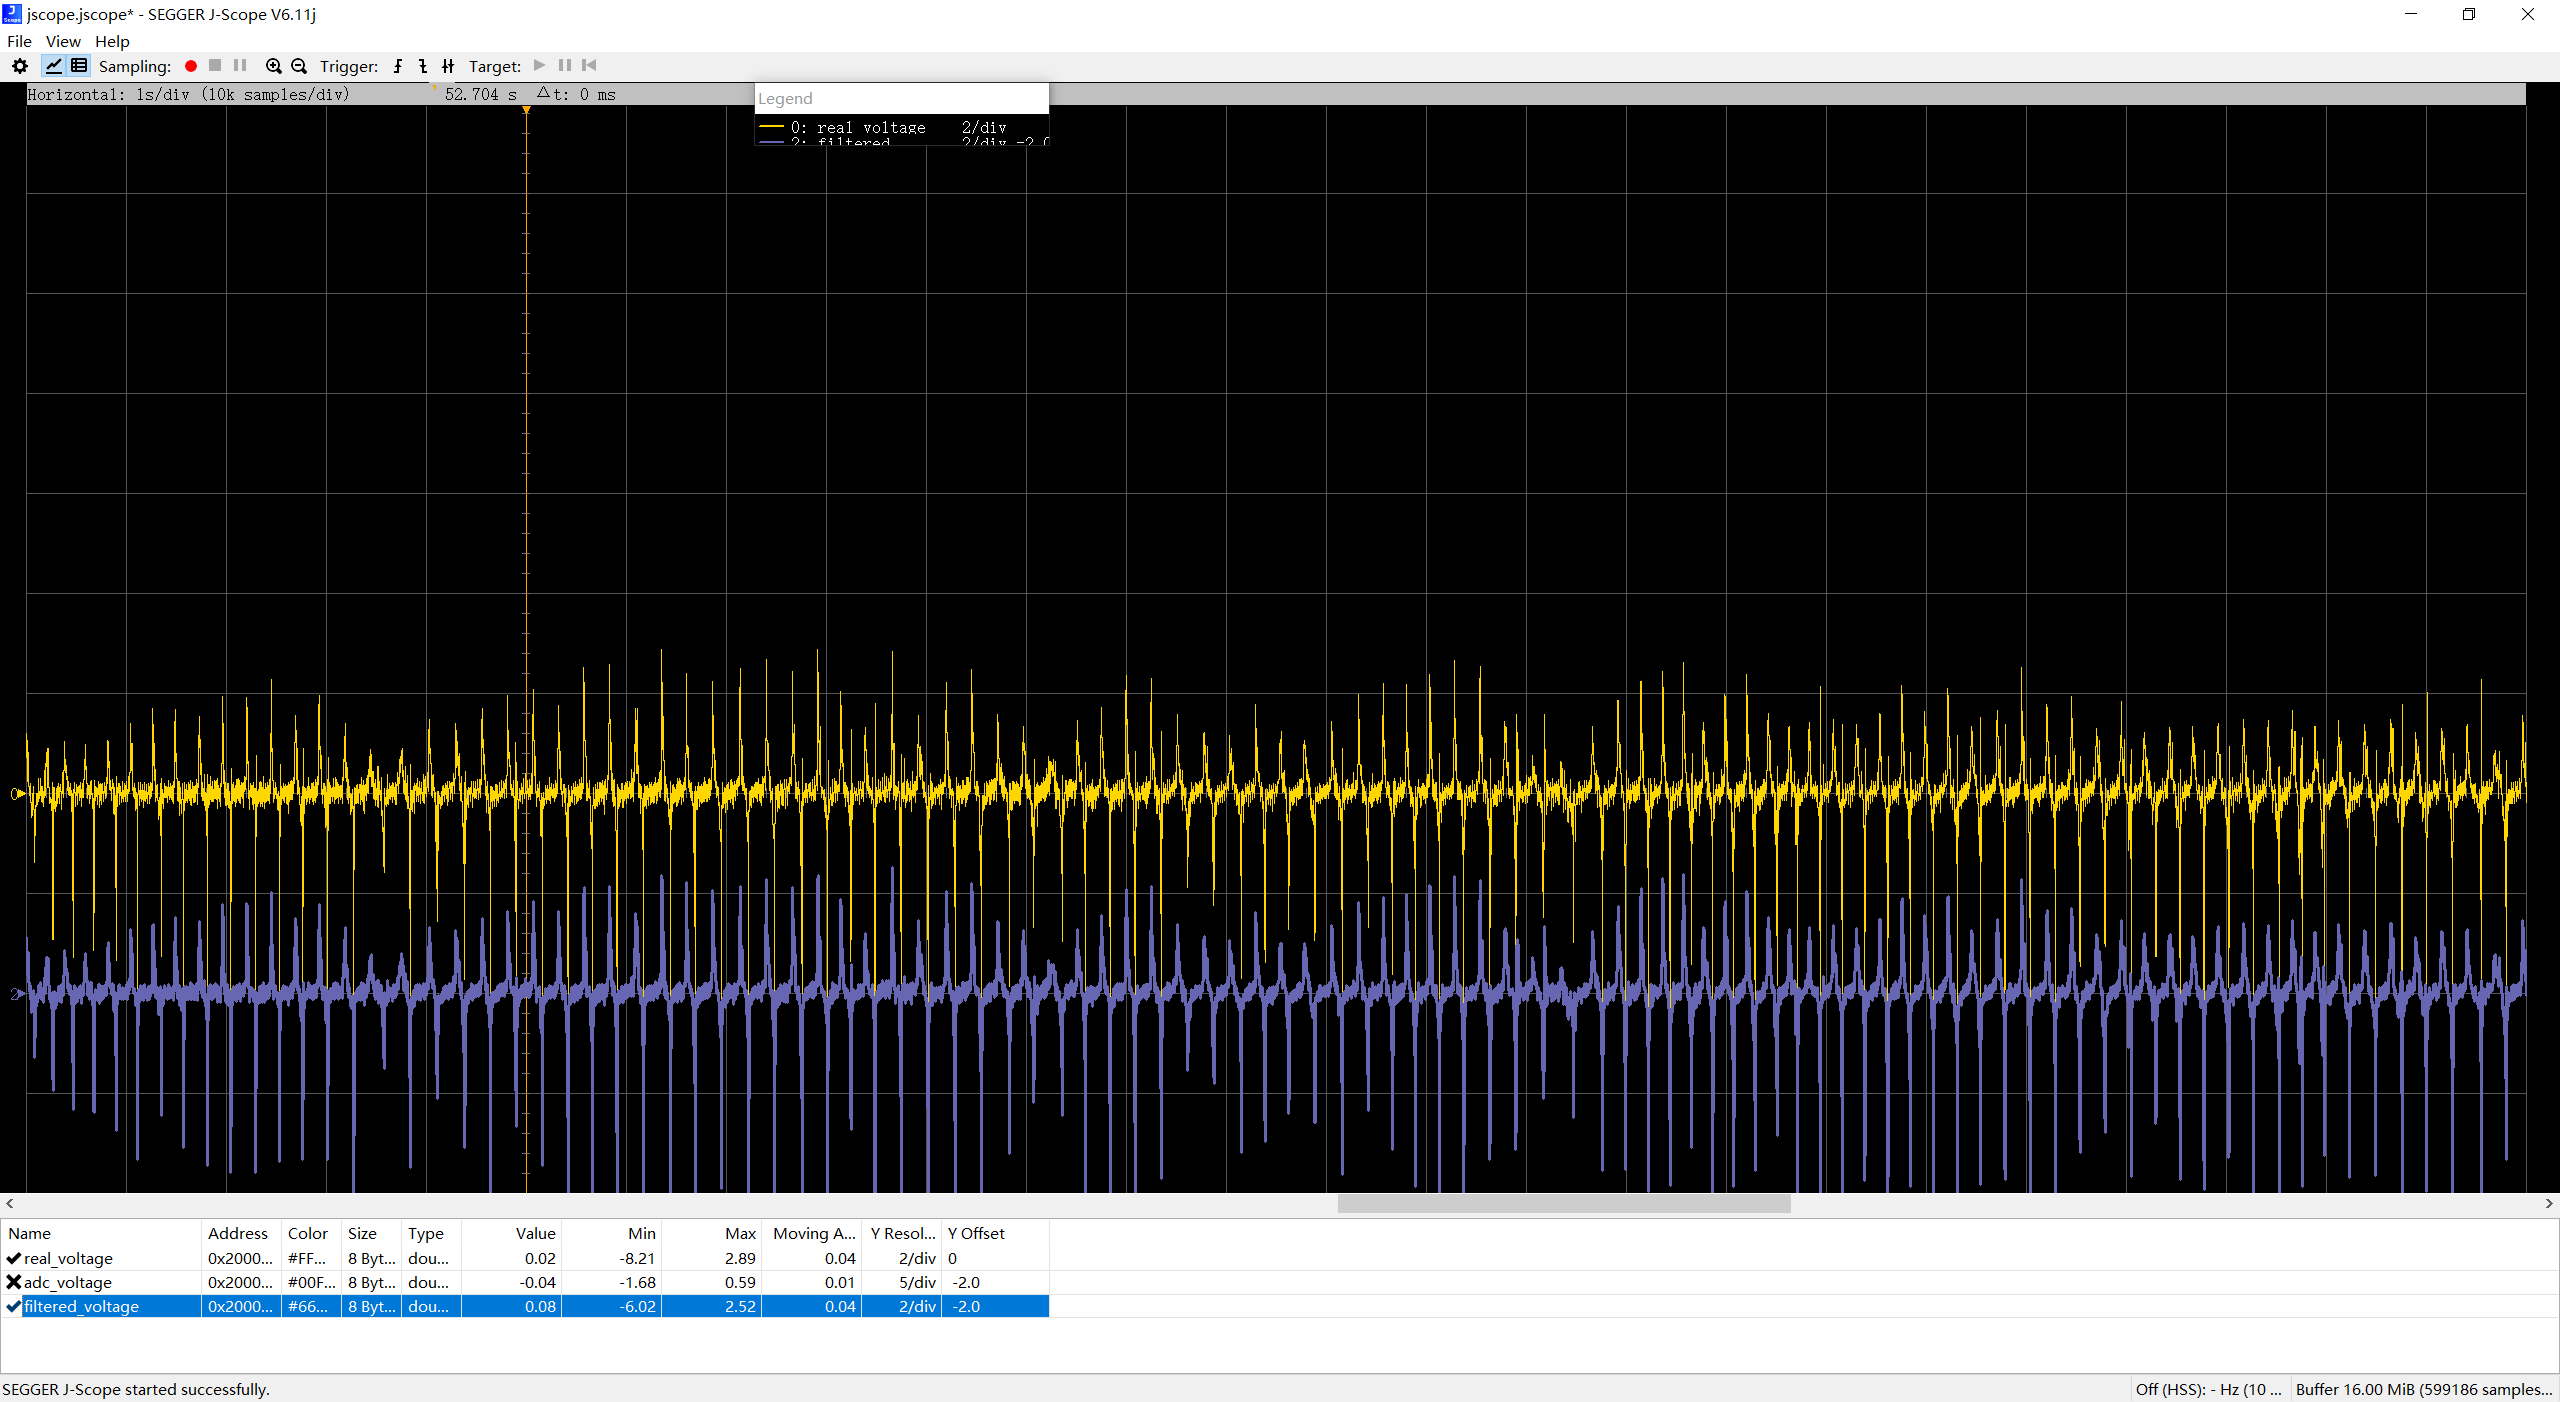 jscope.jscope* - SEGGER J-Scope V6.11j
File View Help
Sampling: Trigger: Target:
Horizontal: 1s/div (10k samples/div) 52.704 s Δt: 0 ms
Legend
0: real voltage 2/div
2: filtered 2/div -2.0
0
2
Name Address Color Size Type Value Min Max Moving A... Y Resol... Y Offset
real_voltage 0x2000... #FF... 8 Byt... dou... 0.02 -8.21 2.89 0.04 2/div 0
adc_voltage 0x2000... #00F... 8 Byt... dou... -0.04 -1.68 0.59 0.01 5/div -2.0
filtered_voltage 0x2000... #66... 8 Byt... dou... 0.08 -6.02 2.52 0.04 2/div -2.0
SEGGER J-Scope started successfully. Off (HSS): - Hz (10 ... Buffer 16.00 MiB (599186 samples...